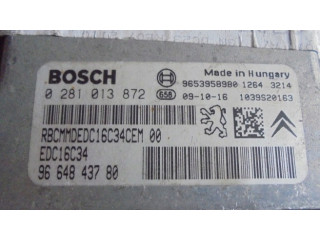 BOSCH
Made in Hungary
9653958980 1264 3214
0 281 013 872
658 09-10-16 1039S20163
RBCMMDEDC16C34CEM 00
EDC16C34
96 648 437 80